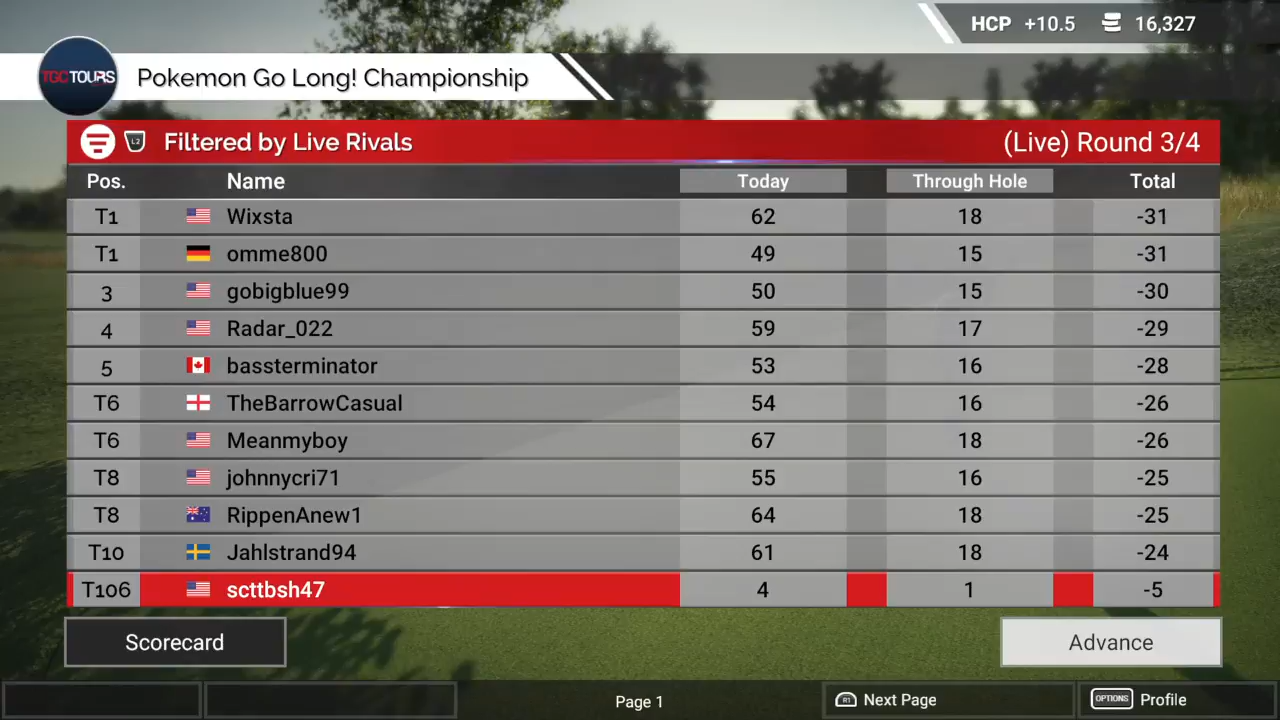 HCP +10.5 16,327
TGC TOURS Pokemon Go Long! Championship
L2 Filtered by Live Rivals (Live) Round 3/4
Pos. Name Today Through Hole Total
T1 Wixsta 62 18 -31
T1 omme800 49 15 -31
3 gobigblue99 50 15 -30
4 Radar_022 59 17 -29
5 bassterminator 53 16 -28
T6 TheBarrowCasual 54 16 -26
T6 Meanmyboy 67 18 -26
T8 johnnycri71 55 16 -25
T8 RippenAnew1 64 18 -25
T10 Jahlstrand94 61 18 -24
T106 scttbsh47 4 1 -5
Scorecard Advance
Page 1 R1 Next Page OPTIONS Profile